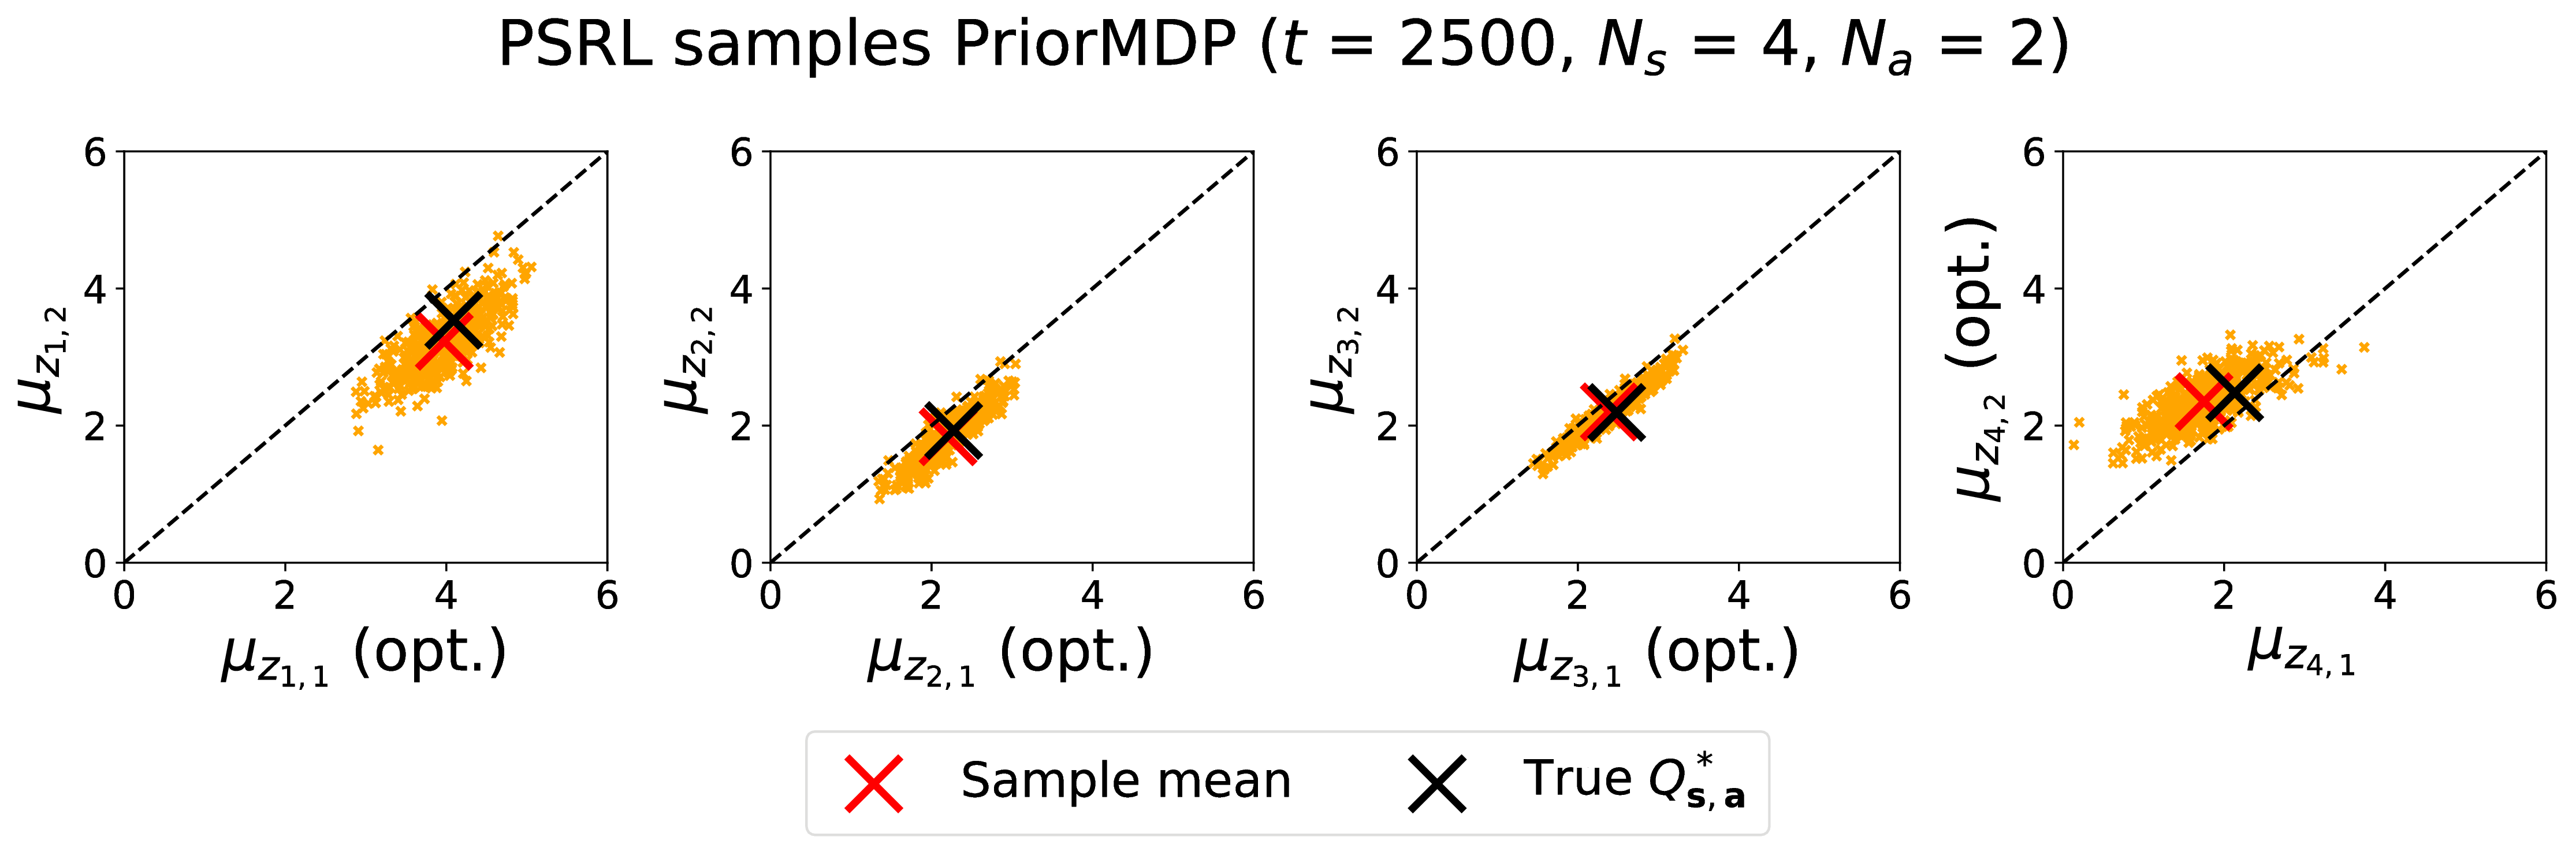 PSRL samples PriorMDP (t = 2500, N_s = 4, N_a = 2)
6
4
2
0
0 2 4 6
μ_{z_{1,2}}
μ_{z_{1,1}} (opt.)
6
4
2
0
0 2 4 6
μ_{z_{2,2}}
μ_{z_{2,1}} (opt.)
6
4
2
0
0 2 4 6
μ_{z_{3,2}}
μ_{z_{3,1}} (opt.)
6
4
2
0
0 2 4 6
μ_{z_{4,2}} (opt.)
μ_{z_{4,1}}
Sample mean
True Q^*_{s,a}